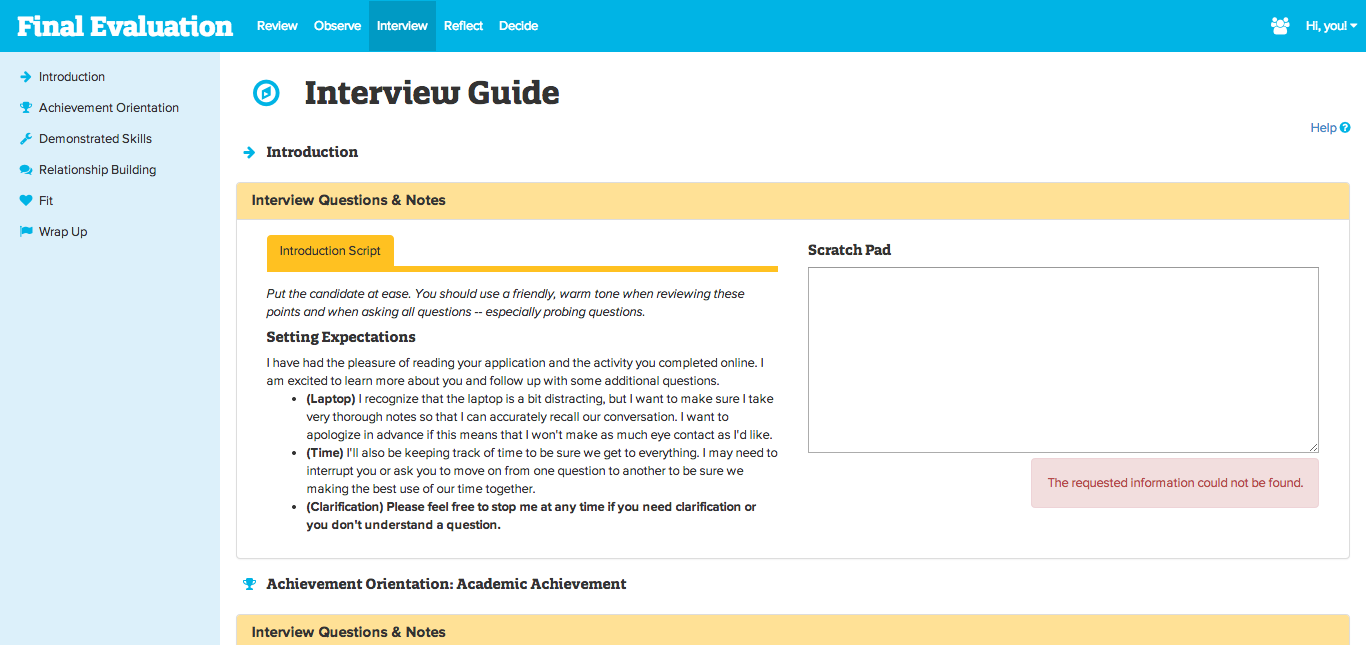 Final Evaluation Review Observe Interview Reflect Decide Hi, you!
Introduction
Achievement Orientation
Demonstrated Skills
Relationship Building
Fit
Wrap Up
Interview Guide
Help
Introduction
Interview Questions & Notes
Introduction Script
Put the candidate at ease. You should use a friendly, warm tone when reviewing these
points and when asking all questions -- especially probing questions.
Setting Expectations
I have had the pleasure of reading your application and the activity you completed online. I
am excited to learn more about you and follow up with some additional questions.
• (Laptop) I recognize that the laptop is a bit distracting, but I want to make sure I take
very thorough notes so that I can accurately recall our conversation. I want to
apologize in advance if this means that I won't make as much eye contact as I'd like.
• (Time) I'll also be keeping track of time to be sure we get to everything. I may need to
interrupt you or ask you to move on from one question to another to be sure we
making the best use of our time together.
• (Clarification) Please feel free to stop me at any time if you need clarification or
you don't understand a question.
Scratch Pad
The requested information could not be found.
Achievement Orientation: Academic Achievement
Interview Questions & Notes